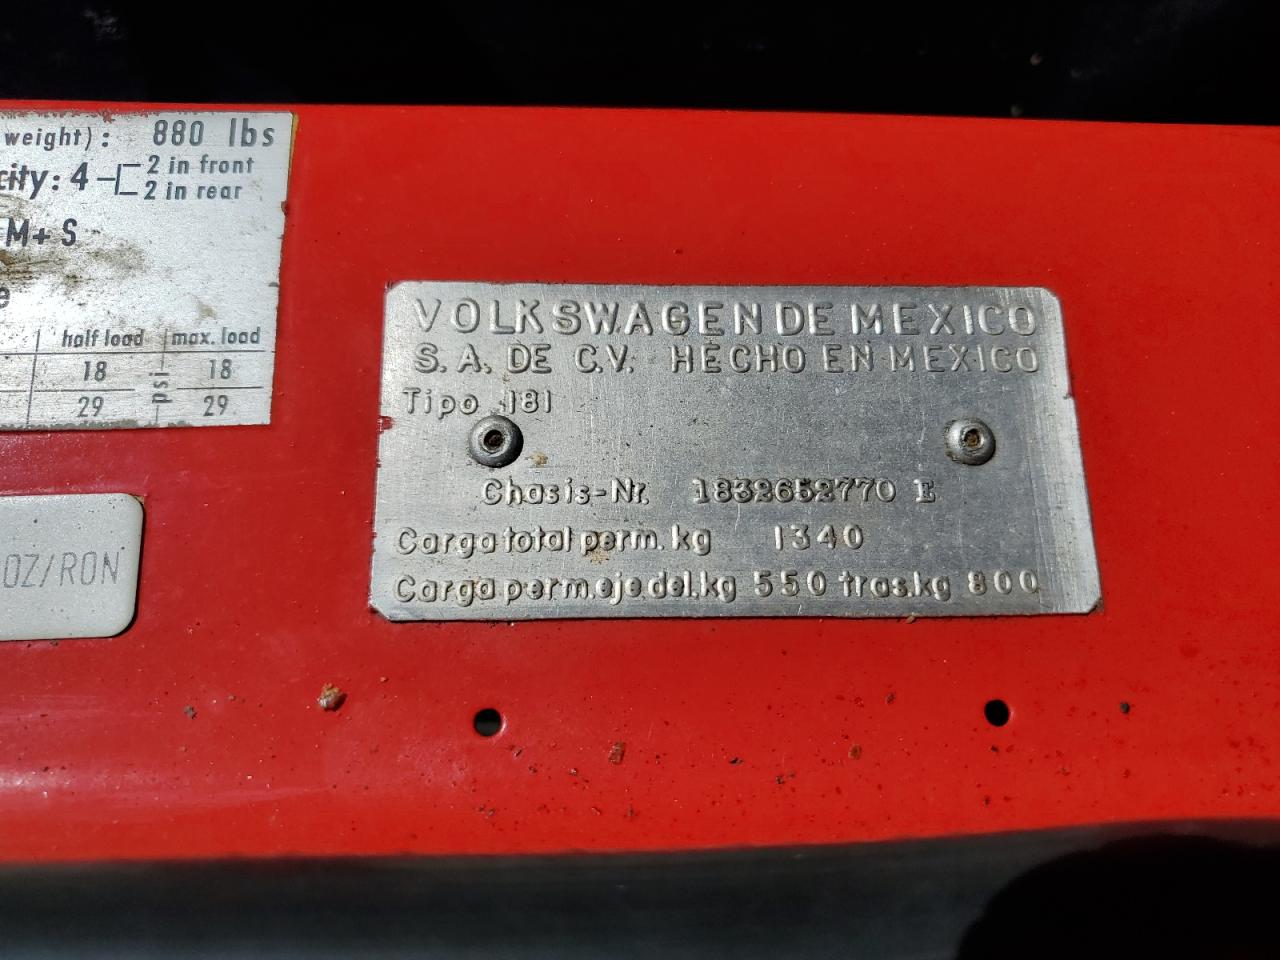 weight): 880 lbs
city: 4 2 in front
2 in rear
M+S
half load max. load
18 psi 18
29 29
OZ/RON
VOLKSWAGEN DE MEXICO
S.A. DE C.V. HECHO EN MEXICO
Tipo 181
Chasis-Nr. 1832652770 E
Carga total perm. kg 1340
Carga perm.eje del.kg 550 tras.kg 800